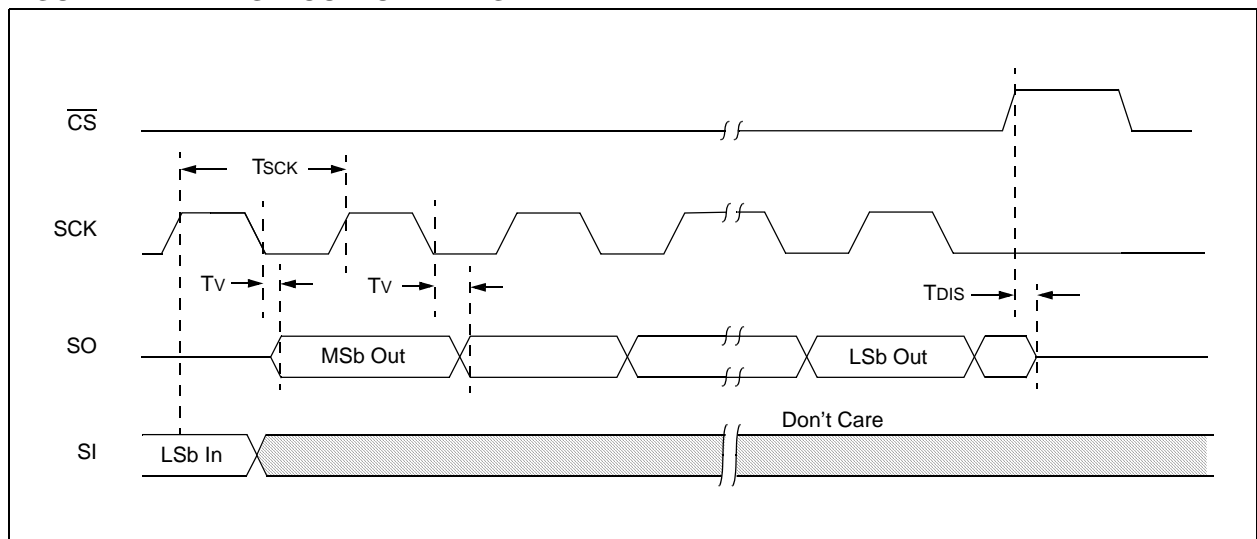 CS
TSCK
SCK
TV
TV
TDIS
SO
MSb Out
LSb Out
Don't Care
SI
LSb In